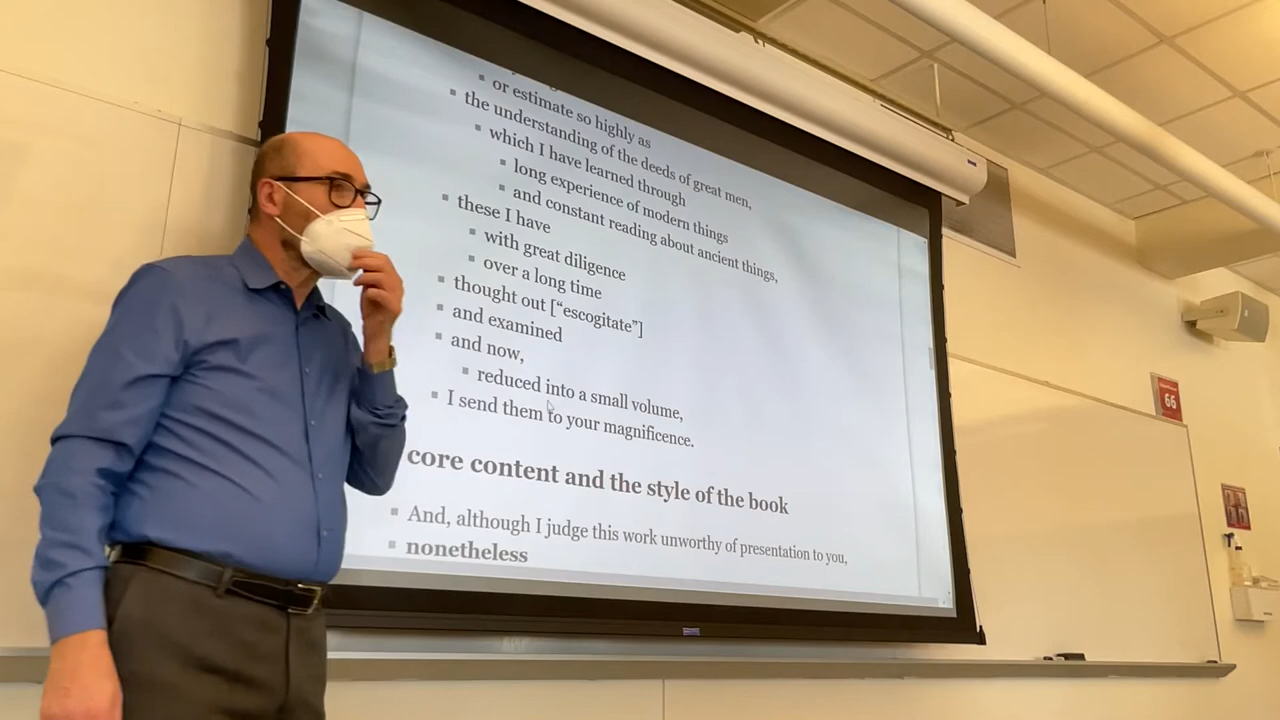 or estimate so highly as
the understanding of the deeds of great men,
which I have learned through
long experience of modern things
and constant reading about ancient things,
these I have
with great diligence
over a long time
thought out ["escogitate"]
and examined
and now,
reduced into a small volume,
I send them to your magnificence.
core content and the style of the book
And, although I judge this work unworthy of presentation to you,
nonetheless
66